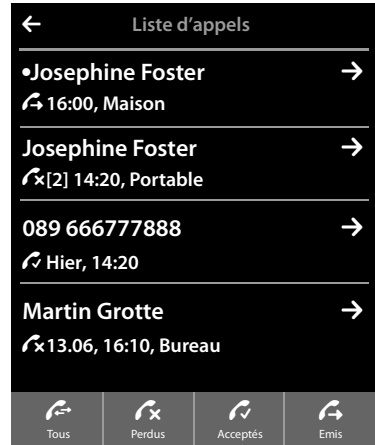 Liste d'appels
•Josephine Foster
16:00, Maison
Josephine Foster
[2] 14:20, Portable
089 666777888
Hier, 14:20
Martin Grotte
13.06, 16:10, Bureau
Tous Perdus Acceptés Emis